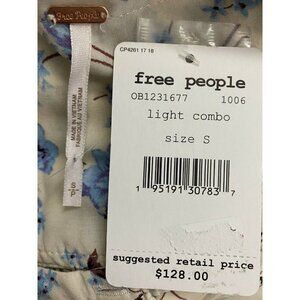 Free People
MADE IN VIETNAM
FABRIQUÉ AU VIETNAM
S/P
CP4261 17 18
free people
OB1231677 1006
light combo
size S
1 95191 30783 7
suggested retail price
$128.00